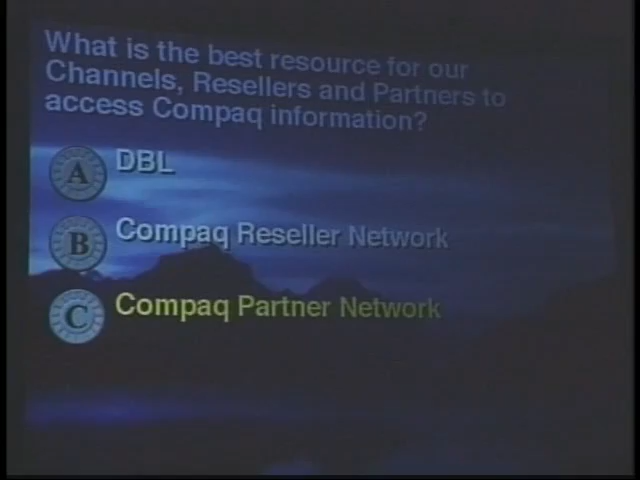 What is the best resource for our
Channels, Resellers and Partners to
access Compaq information?
A DBL
B Compaq Reseller Network
C Compaq Partner Network